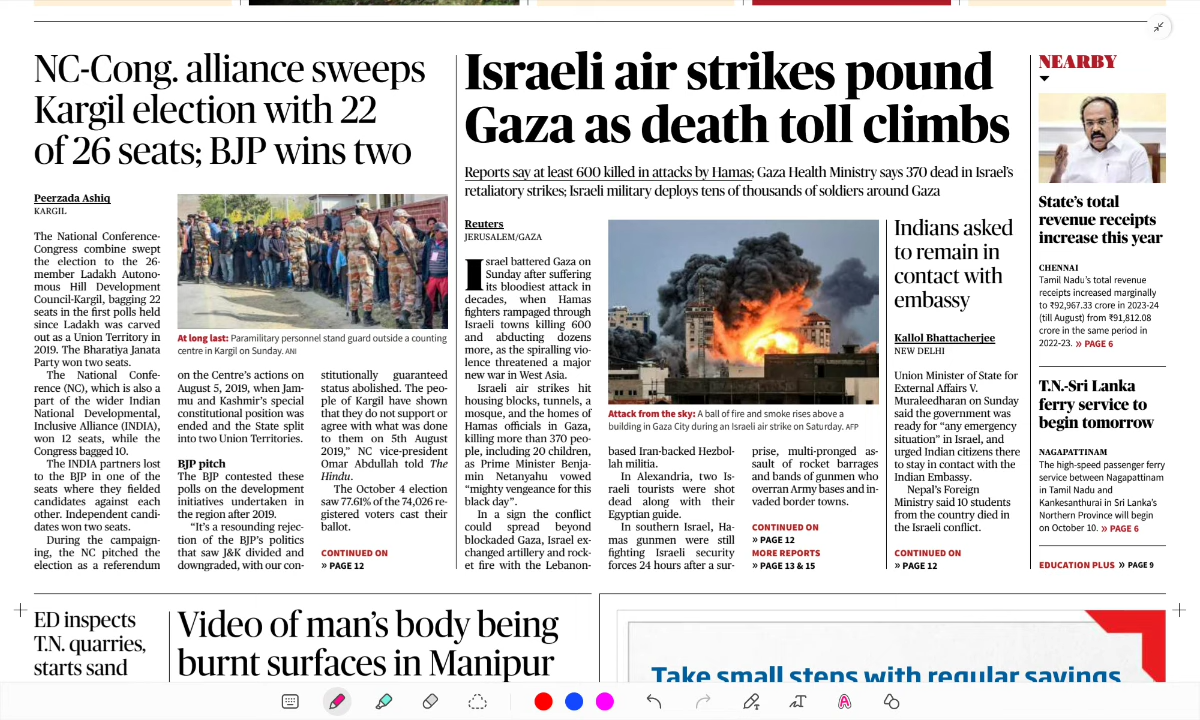 NC-Cong. alliance sweeps
Kargil election with 22
of 26 seats; BJP wins two
Peerzada Ashiq
KARGIL
The National Conference-
Congress combine swept
the election to the 26-
member Ladakh Autono-
mous Hill Development
Council-Kargil, bagging 22
seats in the first polls held
since Ladakh was carved
out as a Union Territory in
2019. The Bharatiya Janata
Party won two seats.
The National Confe-
rence (NC), which is also a
part of the wider Indian
National Developmental,
Inclusive Alliance (INDIA),
won 12 seats, while the
Congress bagged 10.
The INDIA partners lost
to the BJP in one of the
seats where they fielded
candidates against each
other. Independent candi-
dates won two seats.
During the campaign-
ing, the NC pitched the
election as a referendum
At long last: Paramilitary personnel stand guard outside a counting
centre in Kargil on Sunday. ANI
on the Centre's actions on
August 5, 2019, when Jam-
mu and Kashmir's special
constitutional position was
ended and the State split
into two Union Territories.
BJP pitch
The BJP contested these
polls on the development
initiatives undertaken in
the region after 2019.
"It's a resounding rejec-
tion of the BJP's politics
that saw J&K divided and
downgraded, with our con-
stitutionally guaranteed
status abolished. The peo-
ple of Kargil have shown
that they do not support or
agree with what was done
to them on 5th August
2019," NC vice-president
Omar Abdullah told The
Hindu.
The October 4 election
saw 77.61% of the 74,026 re-
gistered voters cast their
ballot.
CONTINUED ON
» PAGE 12
Israeli air strikes pound
Gaza as death toll climbs
Reports say at least 600 killed in attacks by Hamas; Gaza Health Ministry says 370 dead in Israel's
retaliatory strikes; Israeli military deploys tens of thousands of soldiers around Gaza
Reuters
JERUSALEM/GAZA
Israel battered Gaza on
Sunday after suffering
its bloodiest attack in
decades, when Hamas
fighters rampaged through
Israeli towns killing 600
and abducting dozens
more, as the spiralling vio-
lence threatened a major
new war in West Asia.
Israeli air strikes hit
housing blocks, tunnels, a
mosque, and the homes of
Hamas officials in Gaza,
killing more than 370 peo-
ple, including 20 children,
as Prime Minister Benja-
min Netanyahu vowed
"mighty vengeance for this
black day".
In a sign the conflict
could spread beyond
blockaded Gaza, Israel ex-
changed artillery and rock-
et fire with the Lebanon-
Attack from the sky: A ball of fire and smoke rises above a
building in Gaza City during an Israeli air strike on Saturday. AFP
based Iran-backed Hezbol-
lah militia.
In Alexandria, two Is-
raeli tourists were shot
dead along with their
Egyptian guide.
In southern Israel, Ha-
mas gunmen were still
fighting Israeli security
forces 24 hours after a sur-
prise, multi-pronged as-
sault of rocket barrages
and bands of gunmen who
overran Army bases and in-
vaded border towns.
CONTINUED ON
» PAGE 12
MORE REPORTS
» PAGE 13 & 15
Indians asked
to remain in
contact with
embassy
Kallol Bhattacherjee
NEW DELHI
Union Minister of State for
External Affairs V.
Muraleedharan on Sunday
said the government was
ready for "any emergency
situation" in Israel, and
urged Indian citizens there
to stay in contact with the
Indian Embassy.
Nepal's Foreign
Ministry said 10 students
from the country died in
the Israeli conflict.
CONTINUED ON
» PAGE 12
NEARBY
State's total
revenue receipts
increase this year
CHENNAI
Tamil Nadu's total revenue
receipts increased marginally
to ₹92,967.33 crore in 2023-24
(till August) from ₹91,812.08
crore in the same period in
2022-23. » PAGE 6
T.N.-Sri Lanka
ferry service to
begin tomorrow
NAGAPATTINAM
The high-speed passenger ferry
service between Nagapattinam
in Tamil Nadu and
Kankesanthurai in Sri Lanka's
Northern Province will begin
on October 10. » PAGE 6
EDUCATION PLUS » PAGE 9
ED inspects
T.N. quarries,
starts sand
Video of man's body being
burnt surfaces in Manipur
Take small steps with regular savings